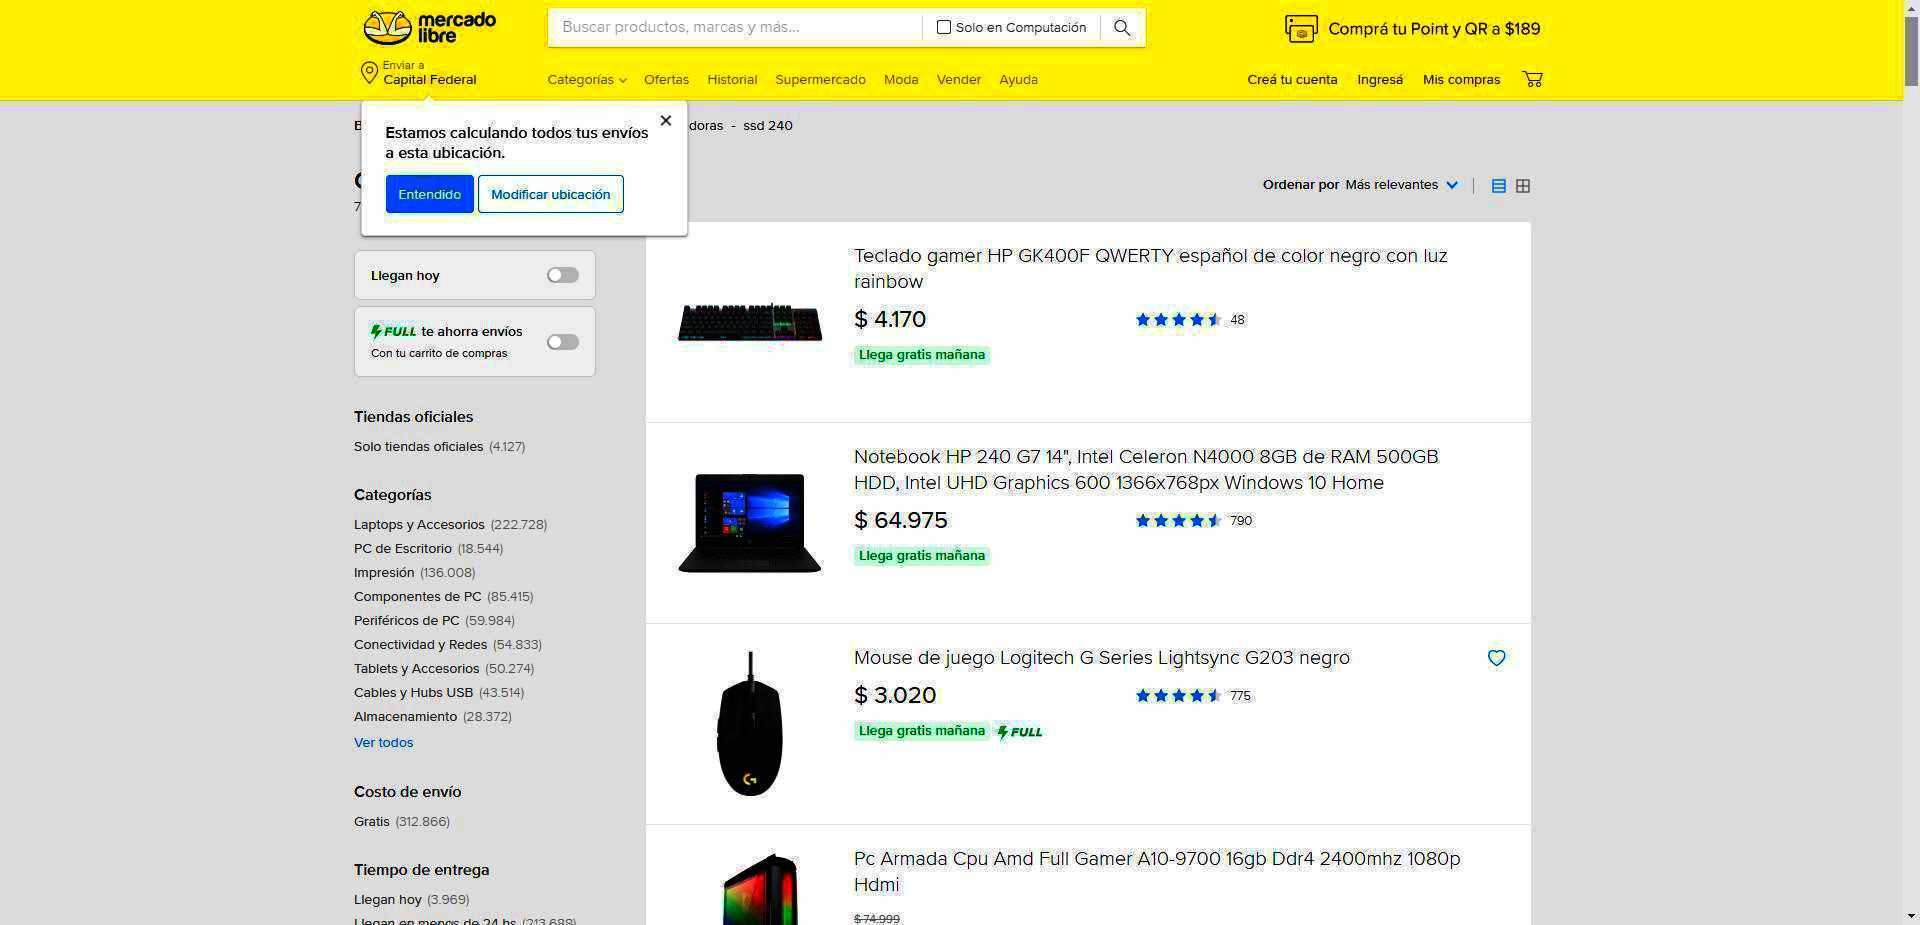 mercado
libre
Buscar productos, marcas y más...
Solo en Computación
Comprá tu Point y QR a $189
Enviar a
Capital Federal
Categorías
Ofertas
Historial
Supermercado
Moda
Vender
Ayuda
Creá tu cuenta
Ingresá
Mis compras
doras - ssd 240
Estamos calculando todos tus envíos
a esta ubicación.
Entendido
Modificar ubicación
Ordenar por Más relevantes
Llegan hoy
FULL te ahorra envíos
Con tu carrito de compras
Tiendas oficiales
Solo tiendas oficiales (4.127)
Categorías
Laptops y Accesorios (222.728)
PC de Escritorio (18.544)
Impresión (136.008)
Componentes de PC (85.415)
Periféricos de PC (59.984)
Conectividad y Redes (54.833)
Tablets y Accesorios (50.274)
Cables y Hubs USB (43.514)
Almacenamiento (28.372)
Ver todos
Costo de envío
Gratis (312.866)
Tiempo de entrega
Llegan hoy (3.969)
Llegan en menos de 24 hs (213.688)
Teclado gamer HP GK400F QWERTY español de color negro con luz
rainbow
$ 4.170
48
Llega gratis mañana
Notebook HP 240 G7 14", Intel Celeron N4000 8GB de RAM 500GB
HDD, Intel UHD Graphics 600 1366x768px Windows 10 Home
$ 64.975
790
Llega gratis mañana
Mouse de juego Logitech G Series Lightsync G203 negro
$ 3.020
775
Llega gratis mañana FULL
Pc Armada Cpu Amd Full Gamer A10-9700 16gb Ddr4 2400mhz 1080p
Hdmi
$ 74.999